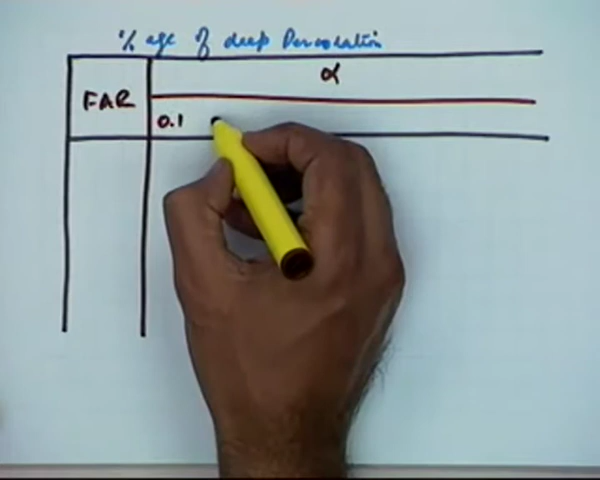 % age of deep Percolation
α
FAR
0.1